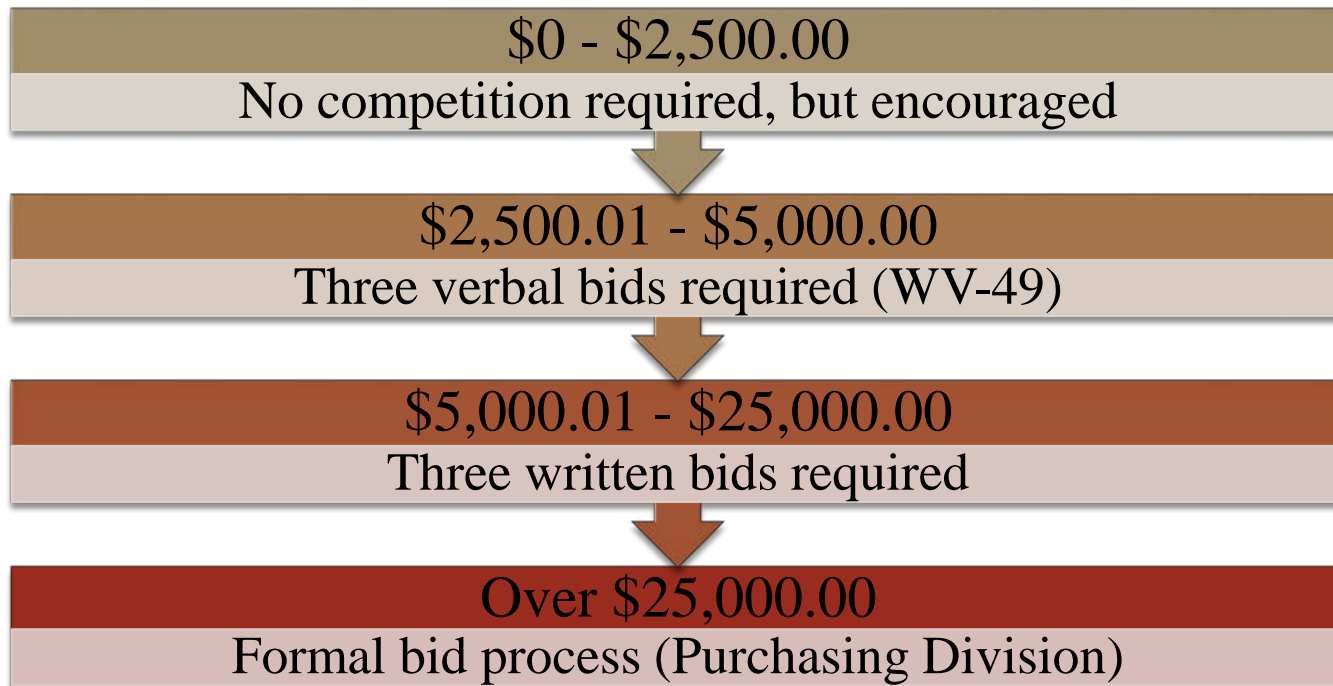 $0 - $2,500.00
No competition required, but encouraged
$2,500.01 - $5,000.00
Three verbal bids required (WV-49)
$5,000.01 - $25,000.00
Three written bids required
Over $25,000.00
Formal bid process (Purchasing Division)